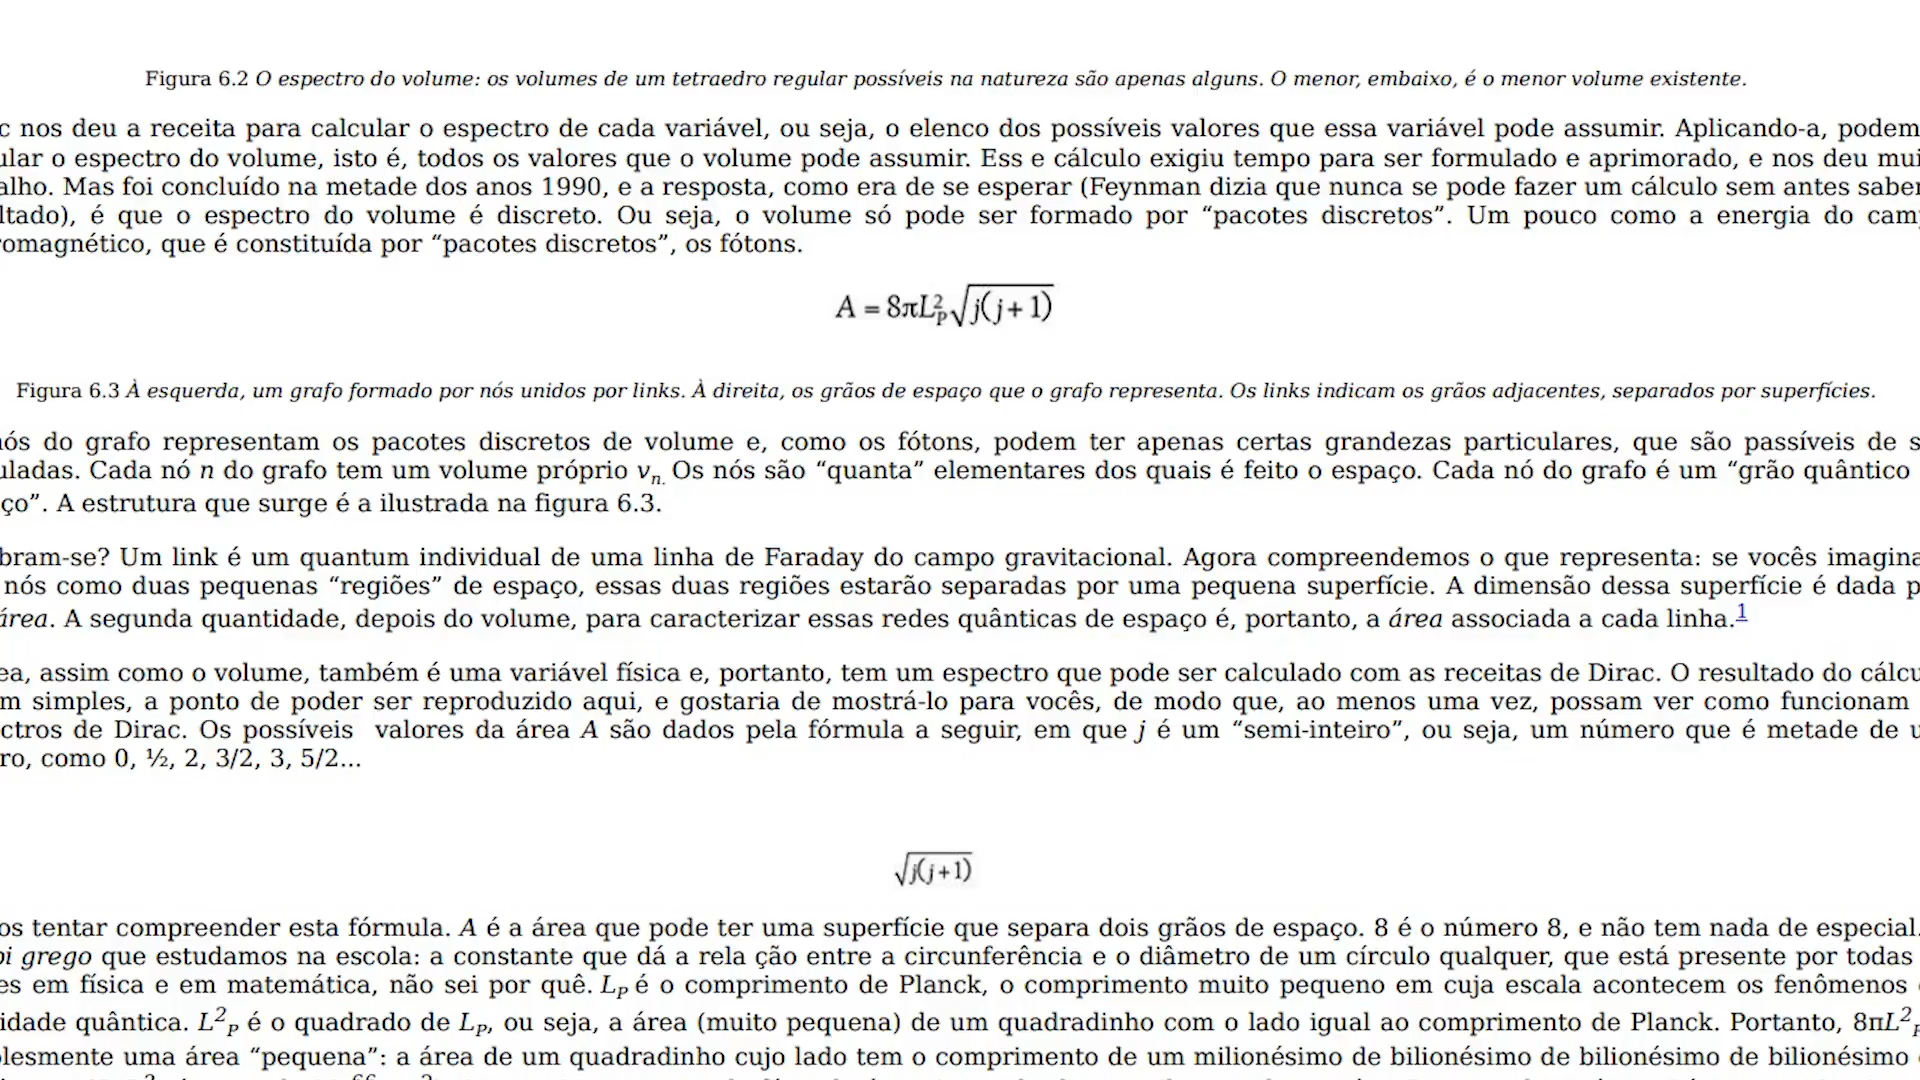 Figura 6.2 O espectro do volume: os volumes de um tetraedro regular possíveis na natureza são apenas alguns. O menor, embaixo, é o menor volume existente.
c nos deu a receita para calcular o espectro de cada variável, ou seja, o elenco dos possíveis valores que essa variável pode assumir. Aplicando-a, podem
ular o espectro do volume, isto é, todos os valores que o volume pode assumir. Ess e cálculo exigiu tempo para ser formulado e aprimorado, e nos deu mui
alho. Mas foi concluído na metade dos anos 1990, e a resposta, como era de se esperar (Feynman dizia que nunca se pode fazer um cálculo sem antes saber
ltado), é que o espectro do volume é discreto. Ou seja, o volume só pode ser formado por “pacotes discretos”. Um pouco como a energia do cam
romagnético, que é constituída por “pacotes discretos”, os fótons.
A = 8πL²ₚ√j(j+1)
Figura 6.3 À esquerda, um grafo formado por nós unidos por links. À direita, os grãos de espaço que o grafo representa. Os links indicam os grãos adjacentes, separados por superfícies.
nós do grafo representam os pacotes discretos de volume e, como os fótons, podem ter apenas certas grandezas particulares, que são passíveis de s
uladas. Cada nó n do grafo tem um volume próprio vₙ. Os nós são “quanta” elementares dos quais é feito o espaço. Cada nó do grafo é um “grão quântico
ço”. A estrutura que surge é a ilustrada na figura 6.3.
bram-se? Um link é um quantum individual de uma linha de Faraday do campo gravitacional. Agora compreendemos o que representa: se vocês imagina
nós como duas pequenas “regiões” de espaço, essas duas regiões estarão separadas por uma pequena superfície. A dimensão dessa superfície é dada p
área. A segunda quantidade, depois do volume, para caracterizar essas redes quânticas de espaço é, portanto, a área associada a cada linha.1
ea, assim como o volume, também é uma variável física e, portanto, tem um espectro que pode ser calculado com as receitas de Dirac. O resultado do cálcu
m simples, a ponto de poder ser reproduzido aqui, e gostaria de mostrá-lo para vocês, de modo que, ao menos uma vez, possam ver como funcionam
ctros de Dirac. Os possíveis valores da área A são dados pela fórmula a seguir, em que j é um “semi-inteiro”, ou seja, um número que é metade de u
ro, como 0, ½, 2, 3/2, 3, 5/2...
√j(j+1)
os tentar compreender esta fórmula. A é a área que pode ter uma superfície que separa dois grãos de espaço. 8 é o número 8, e não tem nada de especial.
pi grego que estudamos na escola: a constante que dá a rela ção entre a circunferência e o diâmetro de um círculo qualquer, que está presente por todas
es em física e em matemática, não sei por quê. Lₚ é o comprimento de Planck, o comprimento muito pequeno em cuja escala acontecem os fenômenos
idade quântica. L²ₚ é o quadrado de Lₚ, ou seja, a área (muito pequena) de um quadradinho com o lado igual ao comprimento de Planck. Portanto, 8πL²ₚ
plesmente uma área “pequena”: a área de um quadradinho cujo lado tem o comprimento de um milionésimo de bilionésimo de bilionésimo de bilionésimo